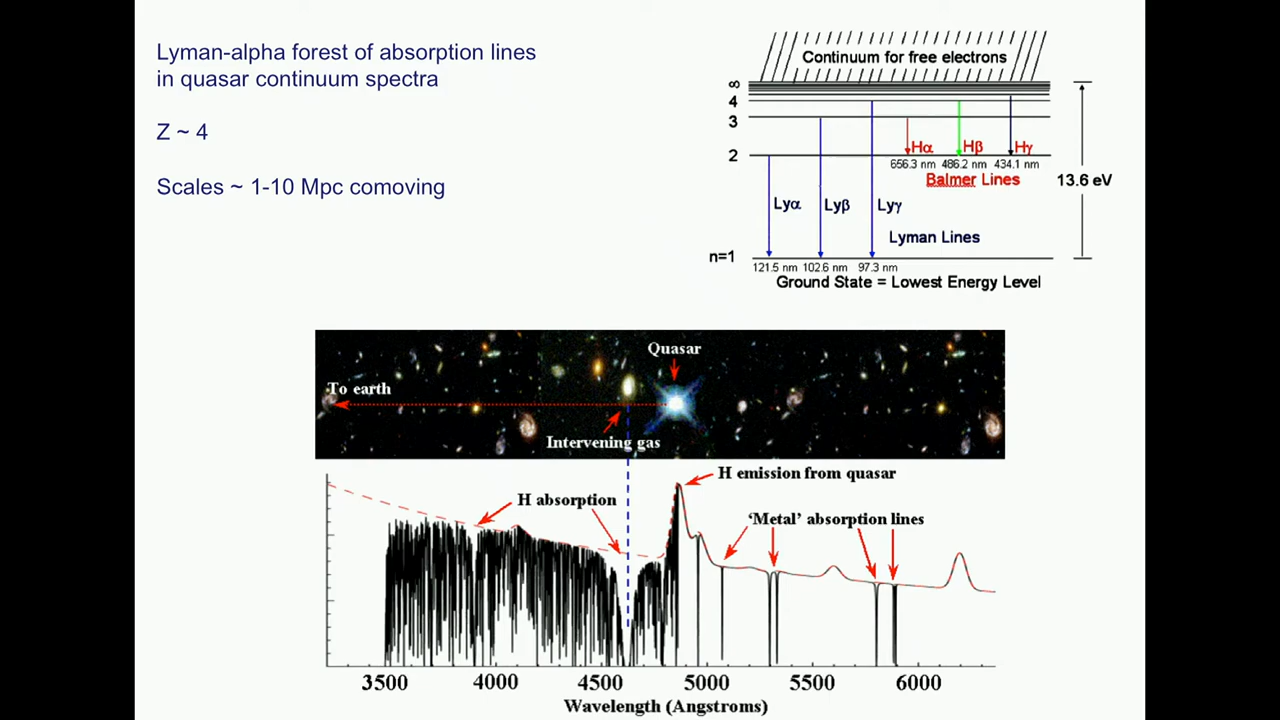 Lyman-alpha forest of absorption lines
in quasar continuum spectra
Z ~ 4
Scales ~ 1-10 Mpc comoving
Continuum for free electrons
∞
4
3
2
n=1
Hα
Hβ
Hγ
656.3 nm
486.2 nm
434.1 nm
Balmer Lines
13.6 eV
Lyα
Lyβ
Lyγ
Lyman Lines
121.5 nm
102.6 nm
97.3 nm
Ground State = Lowest Energy Level
Quasar
To earth
Intervening gas
H emission from quasar
H absorption
'Metal' absorption lines
3500
4000
4500
5000
5500
6000
Wavelength (Angstroms)